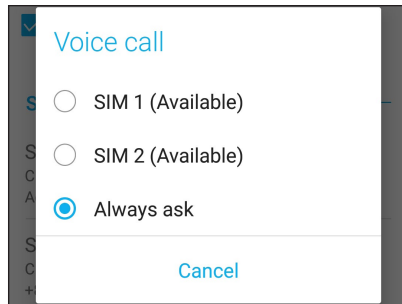 Voice call
SIM 1 (Available)
SIM 2 (Available)
Always ask
Cancel